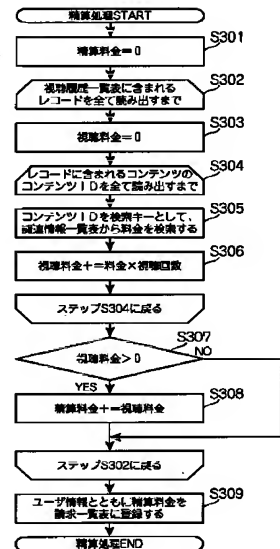 精算処理START
S301
精算料金=0
S302
視聴履歴一覧表に含まれる
レコードを全て読み出すまで
S303
視聴料金=0
S304
レコードに含まれるコンテンツの
コンテンツIDを全て読み出すまで
S305
コンテンツIDを検索キーとして、
関連情報一覧表から料金を検索する
S306
視聴料金+=料金×視聴回数
ステップS304に戻る
S307
視聴料金>0
NO
YES
S308
精算料金+=視聴料金
ステップS302に戻る
S309
ユーザ情報とともに精算料金を
請求一覧表に登録する
精算処理END